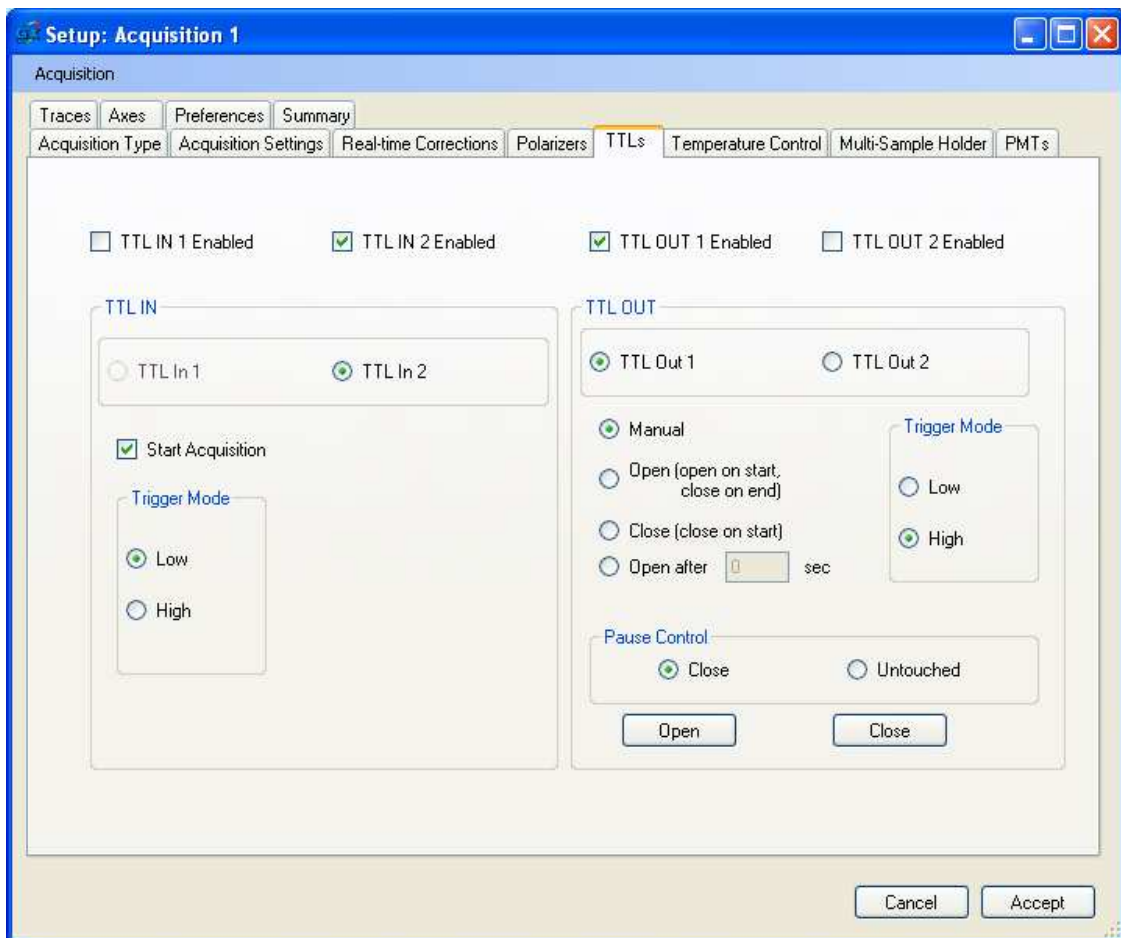 Setup: Acquisition 1
Acquisition
Traces Axes Preferences Summary
Acquisition Type Acquisition Settings Real-time Corrections Polarizers TTLs Temperature Control Multi-Sample Holder PMTs
TTL IN 1 Enabled TTL IN 2 Enabled TTL OUT 1 Enabled TTL OUT 2 Enabled
TTL IN
TTL In 1 TTL In 2
Start Acquisition
Trigger Mode
Low
High
TTL OUT
TTL Out 1 TTL Out 2
Manual
Open (open on start,
close on end)
Close (close on start)
Open after 0 sec
Trigger Mode
Low
High
Pause Control
Close Untouched
Open Close
Cancel Accept